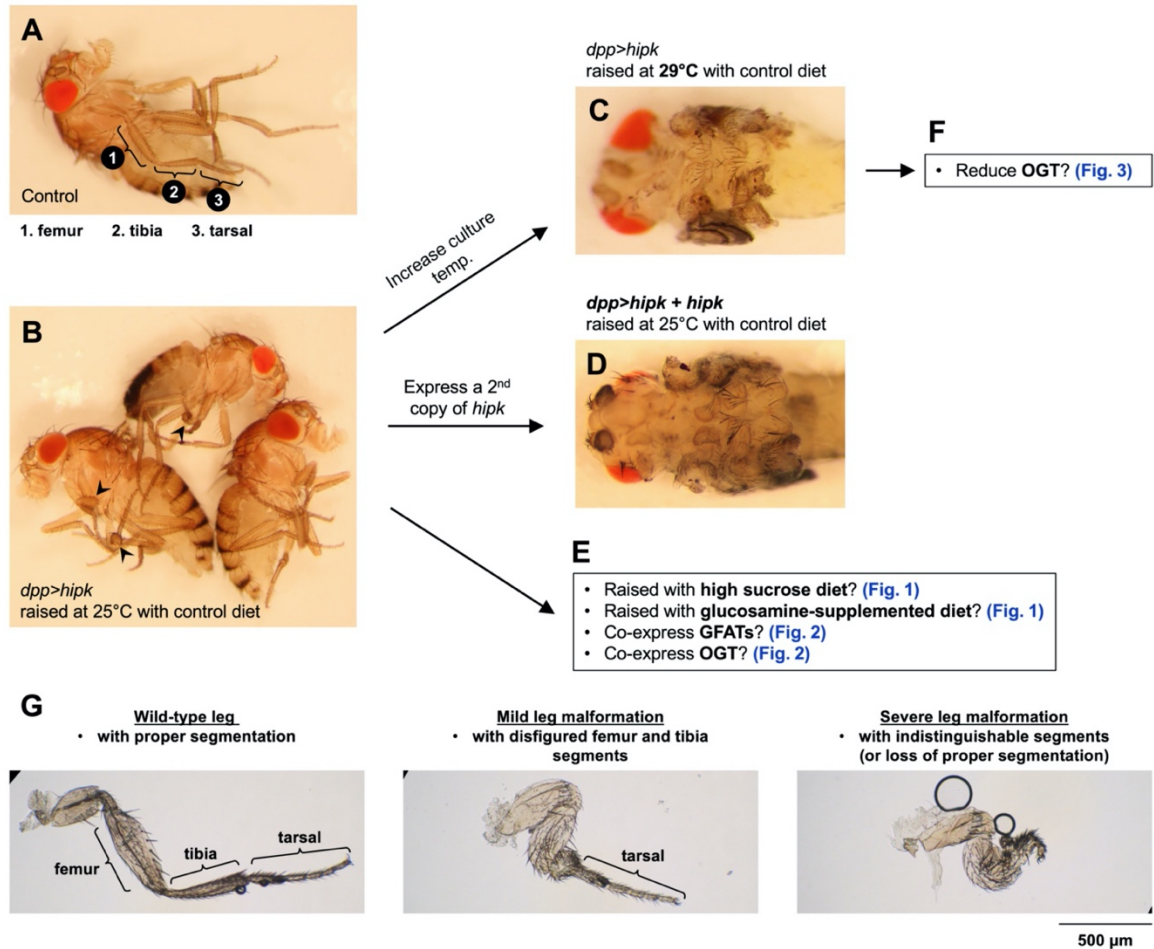 A
1
2
3
Control
1. femur 2. tibia 3. tarsal
B
dpp>hipk
raised at 25°C with control diet
Increase culture
temp.
Express a 2nd
copy of hipk
dpp>hipk
raised at 29°C with control diet
C
F
• Reduce OGT? (Fig. 3)
dpp>hipk + hipk
raised at 25°C with control diet
D
E
• Raised with high sucrose diet? (Fig. 1)
• Raised with glucosamine-supplemented diet? (Fig. 1)
• Co-express GFATs? (Fig. 2)
• Co-express OGT? (Fig. 2)
G
Wild-type leg
• with proper segmentation
femur
tibia
tarsal
Mild leg malformation
• with disfigured femur and tibia
segments
tarsal
Severe leg malformation
• with indistinguishable segments
(or loss of proper segmentation)
500 µm